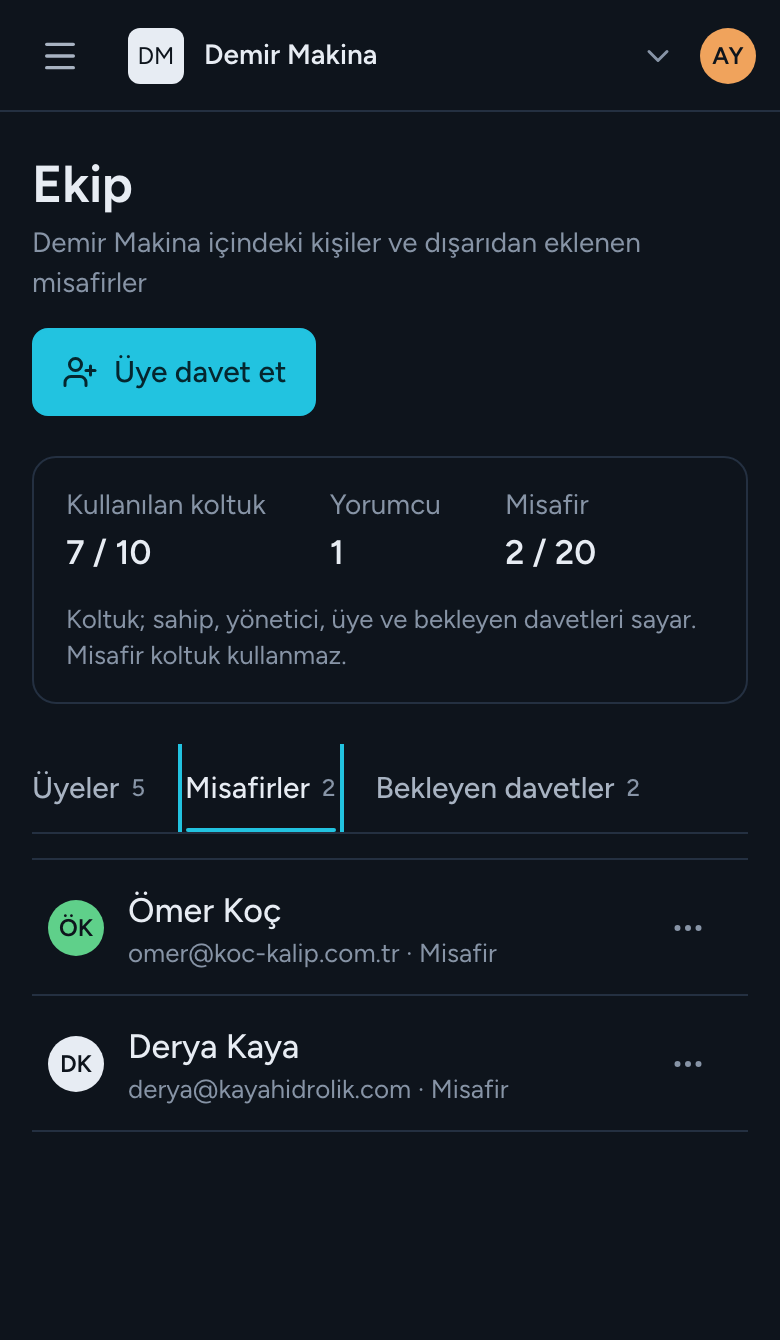 DM Demir Makina AY
Ekip
Demir Makina içindeki kişiler ve dışarıdan eklenen
misafirler
Üye davet et
Kullanılan koltuk Yorumcu Misafir
7 / 10 1 2 / 20
Koltuk; sahip, yönetici, üye ve bekleyen davetleri sayar.
Misafir koltuk kullanmaz.
Üyeler 5 Misafirler 2 Bekleyen davetler 2
ÖK Ömer Koç
omer@koc-kalip.com.tr · Misafir
DK Derya Kaya
derya@kayahidrolik.com · Misafir